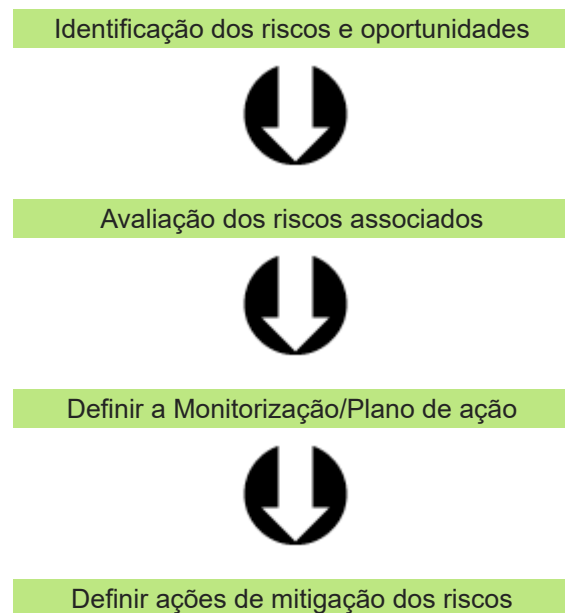 Identificação dos riscos e oportunidades
Avaliação dos riscos associados
Definir a Monitorização/Plano de ação
Definir ações de mitigação dos riscos